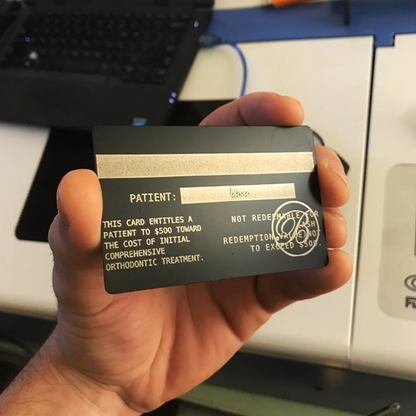 PATIENT:
THIS CARD ENTITLES A
PATIENT TO $500 TOWARD
THE COST OF INITIAL
COMPREHENSIVE
ORTHODONTIC TREATMENT.
NOT REDEEMABLE FOR
CASH
REDEMPTION VALUE NOT
TO EXCEED $500.